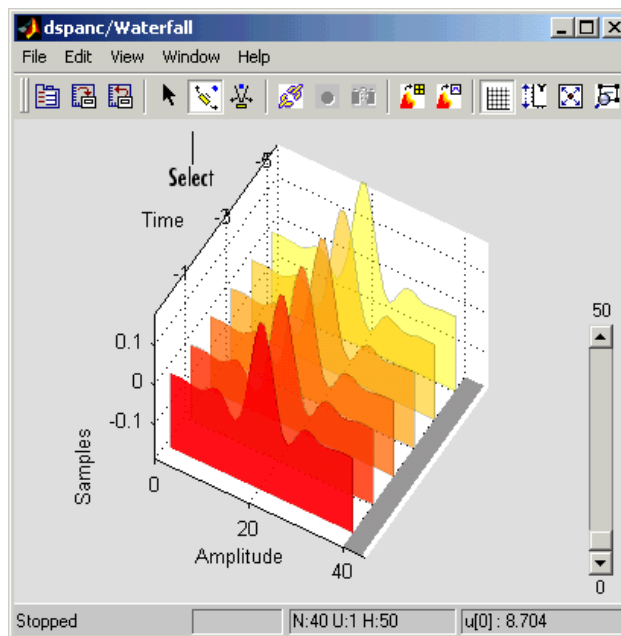 dspanc/Waterfall
File Edit View Window Help
Select
Time
-5
-3
-1
0.1
0
-0.1
Samples
0
20
40
Amplitude
50
0
Stopped
N:40 U:1 H:50
u[0] : 8.704